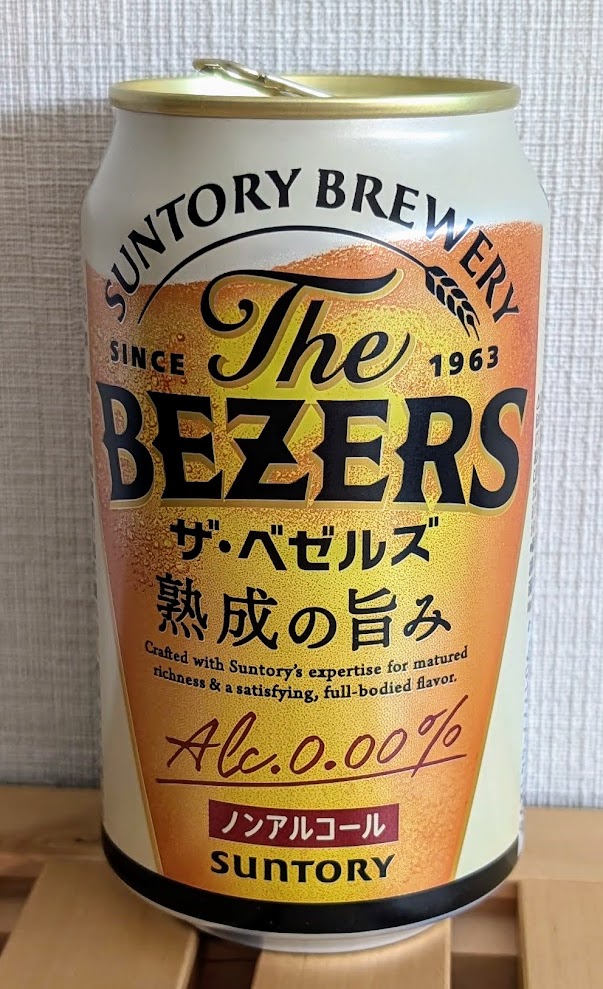 SUNTORY BREWERY
The
SINCE 1963
BEZERS
ザ・ベゼルズ
熟成の旨み
Crafted with Suntory's expertise for matured
richness & a satisfying, full-bodied flavor.
Alc.0.00%
ノンアルコール
SUNTORY